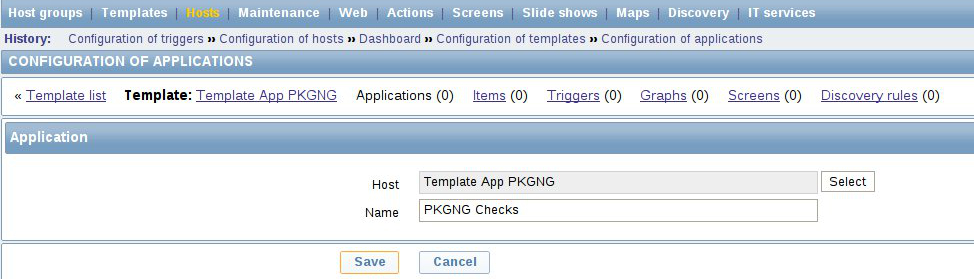 Host groups | Templates | Hosts | Maintenance | Web | Actions | Screens | Slide shows | Maps | Discovery | IT services
History: Configuration of triggers » Configuration of hosts » Dashboard » Configuration of templates » Configuration of applications
CONFIGURATION OF APPLICATIONS
« Template list Template: Template App PKGNG Applications (0) Items (0) Triggers (0) Graphs (0) Screens (0) Discovery rules (0)
Application
Host Template App PKGNG Select
Name PKGNG Checks
Save Cancel